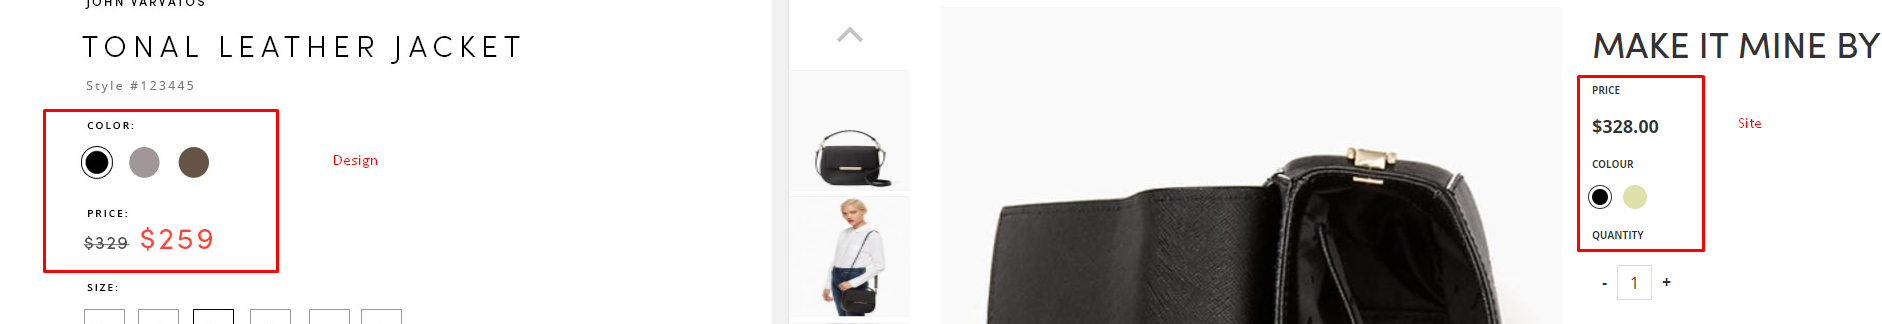 JOHN VARVATOS
TONAL LEATHER JACKET
Style #123445
COLOR:
Design
PRICE:
$329 $259
SIZE:
MAKE IT MINE BY
PRICE
$328.00
Site
COLOUR
QUANTITY
- 1 +